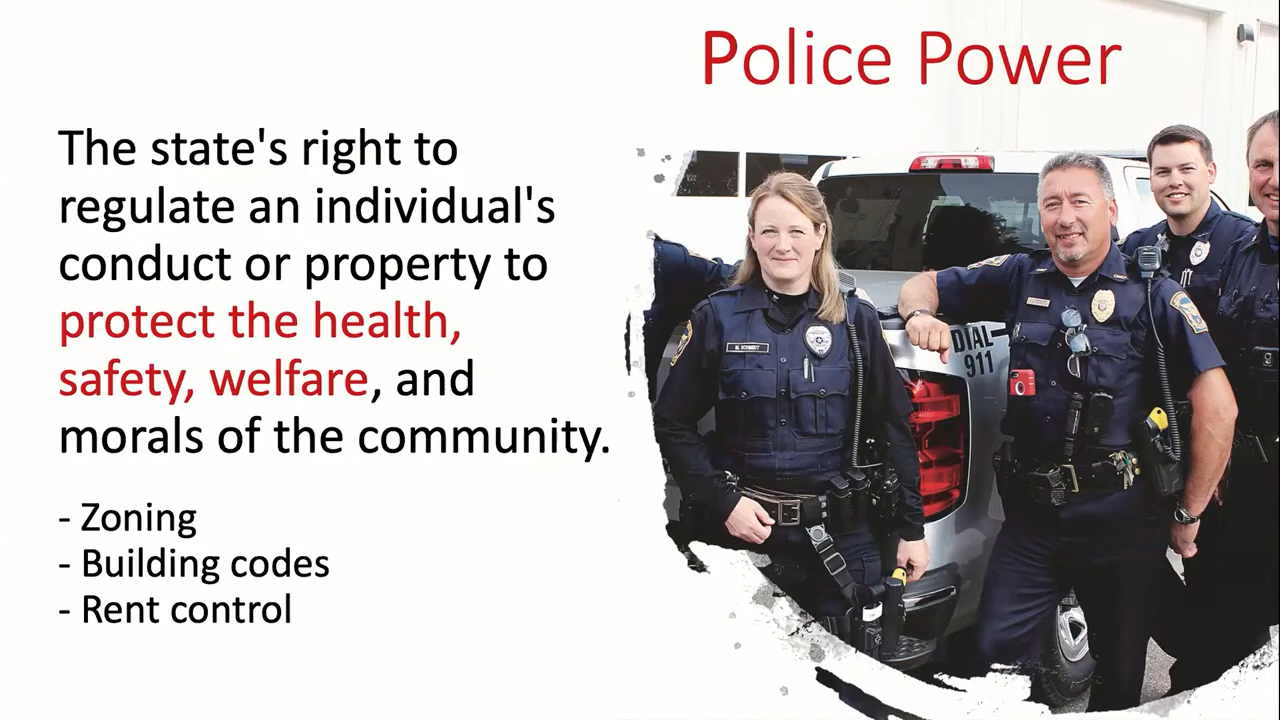 Police Power
The state's right to
regulate an individual's
conduct or property to
protect the health,
safety, welfare, and
morals of the community.
- Zoning
- Building codes
- Rent control
DIAL
911
M. SCHMIDT